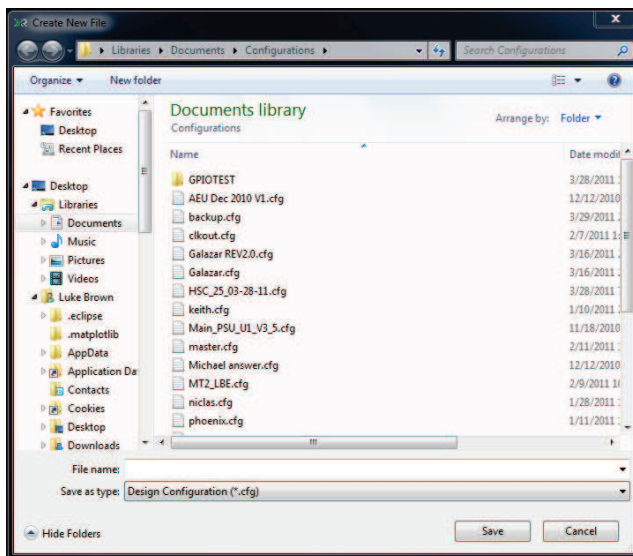 Create New File
Libraries Documents Configurations Search Configurations
Organize New folder
Favorites
Desktop
Recent Places
Desktop
Libraries
Documents
Music
Pictures
Videos
Luke Brown
.eclipse
.matplotlib
AppData
Application Da
Contacts
Cookies
Desktop
Downloads
Documents library
Configurations
Arrange by: Folder
Name Date modif
GPIOTEST 3/28/2011
AEU Dec 2010 V1.cfg 12/12/2010
backup.cfg 3/29/2011
clkout.cfg 2/7/2011
Galazar REV2.0.cfg 3/16/2011
Galazar.cfg 3/16/2011
HSC_25_03-28-11.cfg 3/28/2011
keith.cfg 1/10/2011
Main_PSU_U1_V3_5.cfg 11/18/2010
master.cfg 2/11/2011
Michael answer.cfg 12/12/2010
MT2_LBE.cfg 2/9/2011
niclas.cfg 1/28/2011
phoenix.cfg 1/11/2011
File name:
Save as type: Design Configuration (*.cfg)
Hide Folders Save Cancel